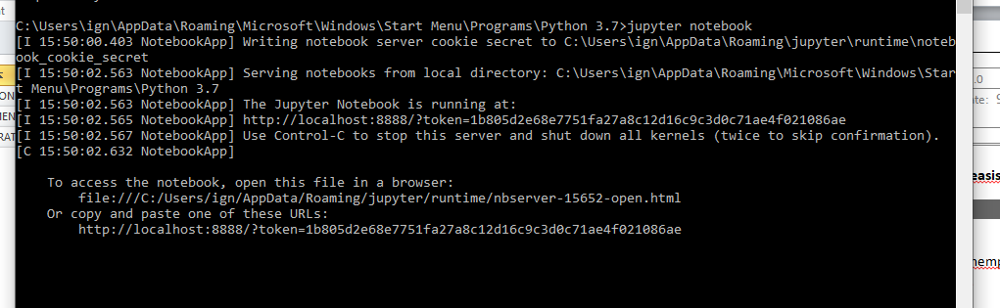 C:\Users\ign\AppData\Roaming\Microsoft\Windows\Start Menu\Programs\Python 3.7>jupyter notebook
[I 15:50:00.403 NotebookApp] Writing notebook server cookie secret to C:\Users\ign\AppData\Roaming\jupyter\runtime\noteb
ook_cookie_secret
[I 15:50:02.563 NotebookApp] Serving notebooks from local directory: C:\Users\ign\AppData\Roaming\Microsoft\Windows\Star
t Menu\Programs\Python 3.7
[I 15:50:02.563 NotebookApp] The Jupyter Notebook is running at:
[I 15:50:02.565 NotebookApp] http://localhost:8888/?token=1b805d2e68e7751fa27a8c12d16c9c3d0c71ae4f021086ae
[I 15:50:02.567 NotebookApp] Use Control-C to stop this server and shut down all kernels (twice to skip confirmation).
[C 15:50:02.632 NotebookApp]
To access the notebook, open this file in a browser:
file:///C:/Users/ign/AppData/Roaming/jupyter/runtime/nbserver-15652-open.html
Or copy and paste one of these URLs:
http://localhost:8888/?token=1b805d2e68e7751fa27a8c12d16c9c3d0c71ae4f021086ae
ON
MEN
RAT
.0
ate:
easis
hemp